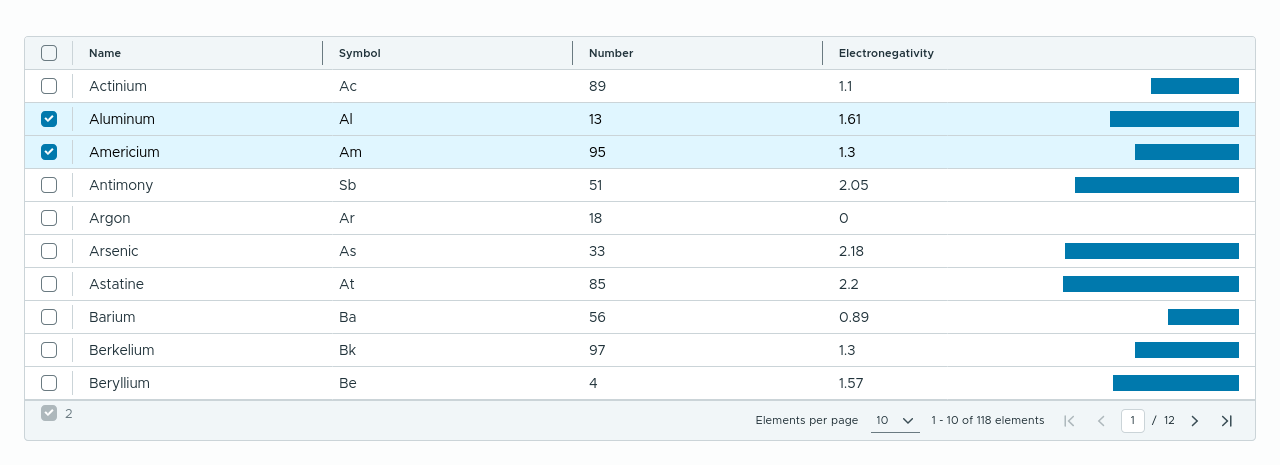 Name Symbol Number Electronegativity
Actinium Ac 89 1.1
Aluminum Al 13 1.61
Americium Am 95 1.3
Antimony Sb 51 2.05
Argon Ar 18 0
Arsenic As 33 2.18
Astatine At 85 2.2
Barium Ba 56 0.89
Berkelium Bk 97 1.3
Beryllium Be 4 1.57
2 Elements per page 10 1 - 10 of 118 elements 1 / 12